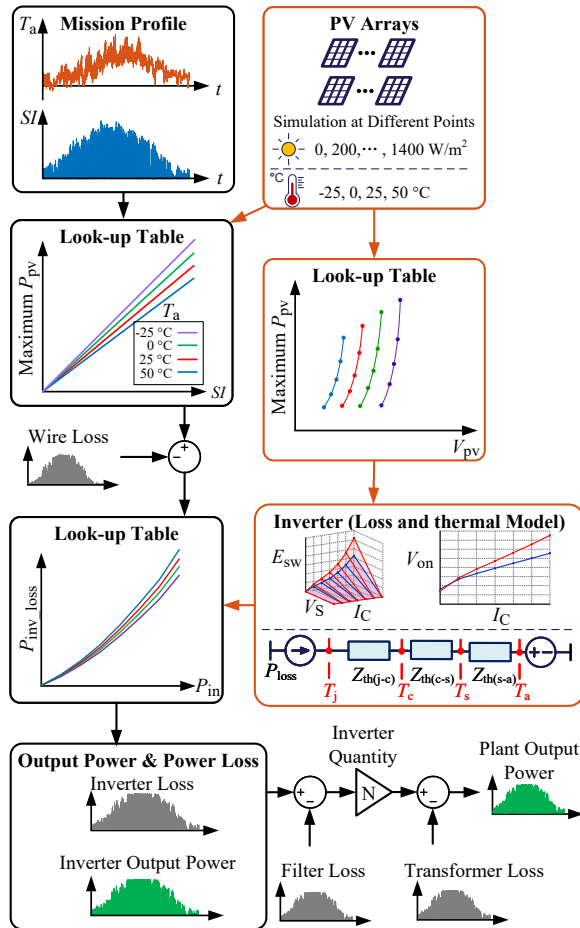 Mission Profile
T_a
t
SI
t
PV Arrays
Simulation at Different Points
0, 200,··· , 1400 W/m²
°C
-25, 0, 25, 50 °C
Look-up Table
Maximum P_pv
T_a
-25 °C
0 °C
25 °C
50 °C
SI
Look-up Table
Maximum P_pv
V_pv
Wire Loss
- +
Look-up Table
P_inv_loss
P_in
Inverter (Loss and thermal Model)
E_sw
V_S
I_C
V_on
I_C
P_loss
Z_th(j-c)
Z_th(c-s)
Z_th(s-a)
T_j
T_c
T_s
T_a
Output Power & Power Loss
Inverter Loss
Inverter Output Power
+ −
Inverter
Quantity
N
+ −
Plant Output
Power
Filter Loss
Transformer Loss